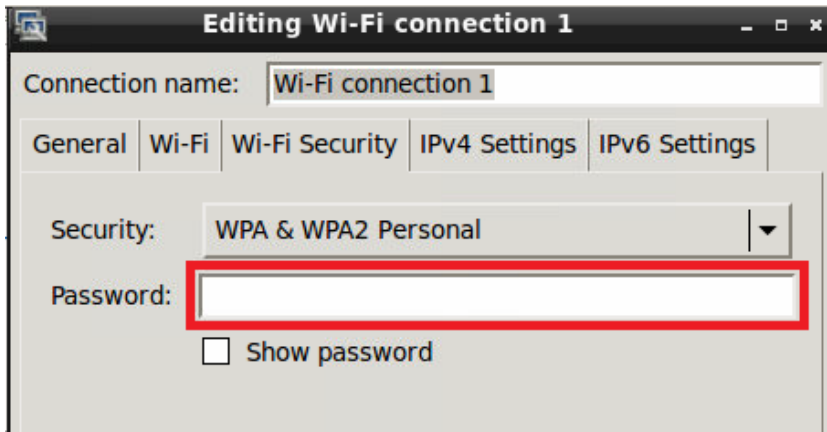 Editing Wi-Fi connection 1
Connection name: Wi-Fi connection 1
General Wi-Fi Wi-Fi Security IPv4 Settings IPv6 Settings
Security: WPA & WPA2 Personal
Password:
Show password